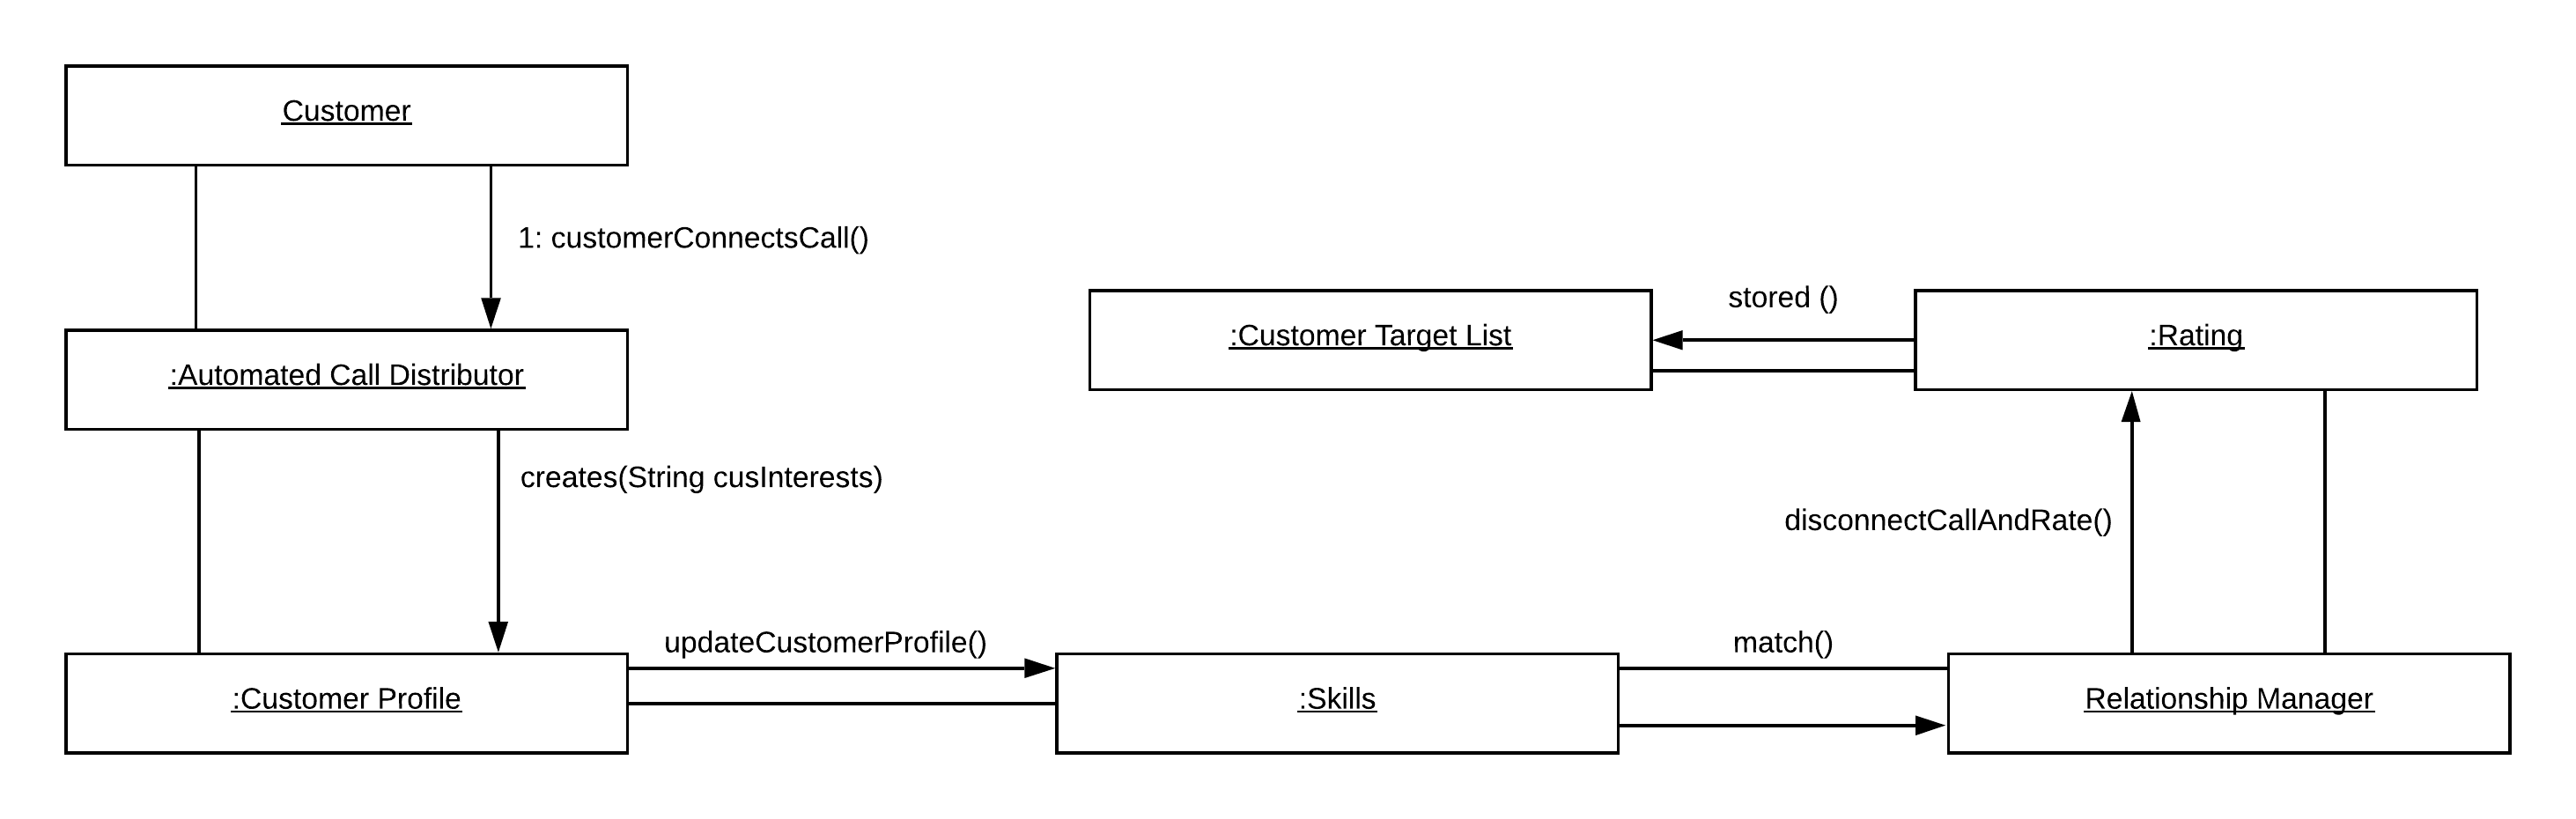 Customer
1: customerConnectsCall()
:Automated Call Distributor
creates(String cusInterests)
:Customer Profile
updateCustomerProfile()
:Skills
match()
Relationship Manager
disconnectCallAndRate()
:Rating
stored ()
:Customer Target List